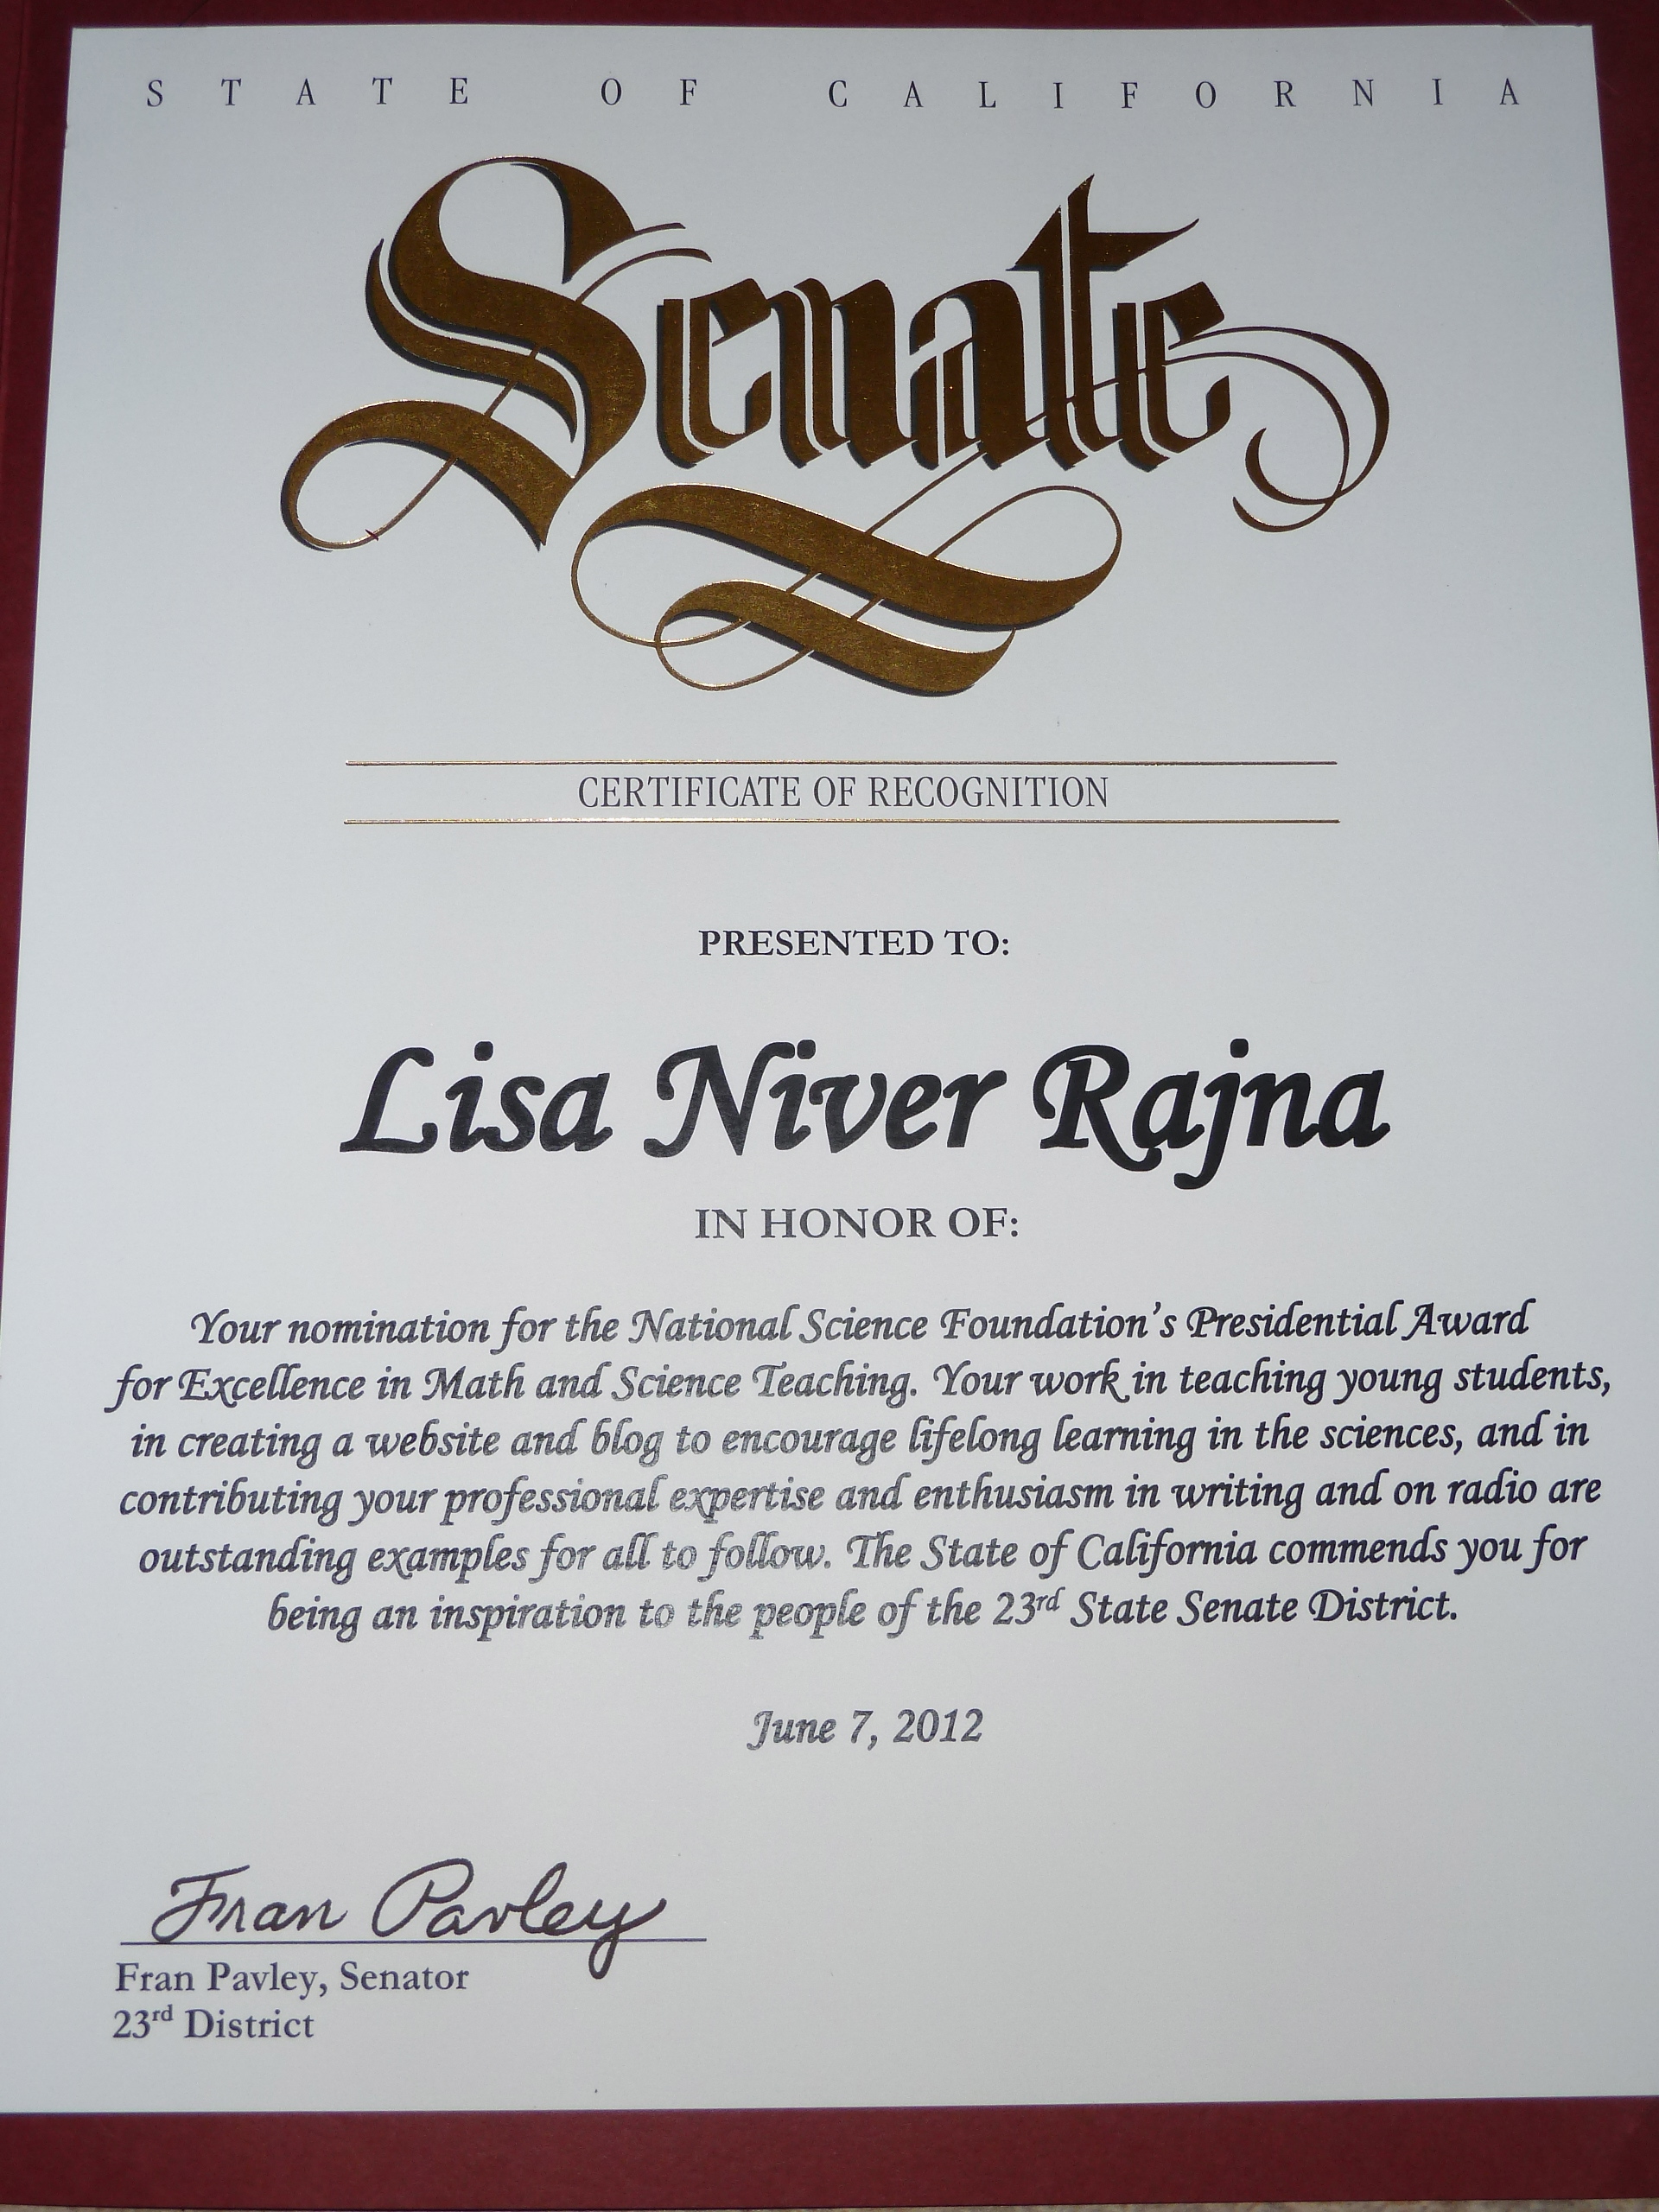 STATE OF CALIFORNIA
Senate
CERTIFICATE OF RECOGNITION
PRESENTED TO:
Lisa Niver Rajna
IN HONOR OF:
Your nomination for the National Science Foundation's Presidential Award
for Excellence in Math and Science Teaching. Your work in teaching young students,
in creating a website and blog to encourage lifelong learning in the sciences, and in
contributing your professional expertise and enthusiasm in writing and on radio are
outstanding examples for all to follow. The State of California commends you for
being an inspiration to the people of the 23rd State Senate District.
June 7, 2012
Fran Pavley
Fran Pavley, Senator
23rd District